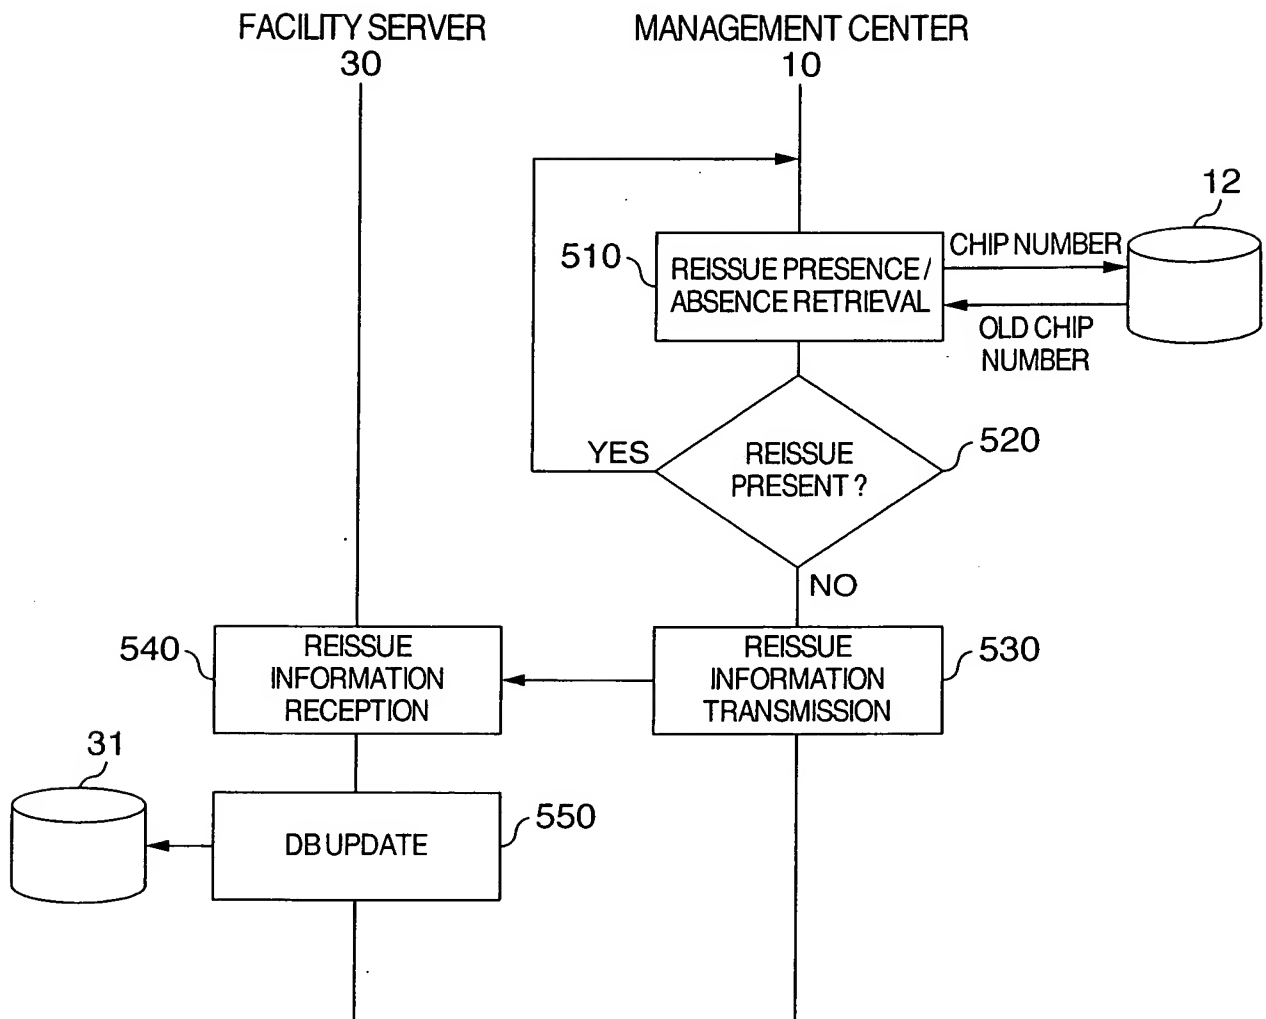 FACILITY SERVER
30
MANAGEMENT CENTER
10
12
510
REISSUE PRESENCE /
ABSENCE RETRIEVAL
CHIP NUMBER
OLD CHIP
NUMBER
YES
REISSUE
PRESENT ?
520
NO
540
REISSUE
INFORMATION
RECEPTION
REISSUE
INFORMATION
TRANSMISSION
530
31
DB UPDATE
550